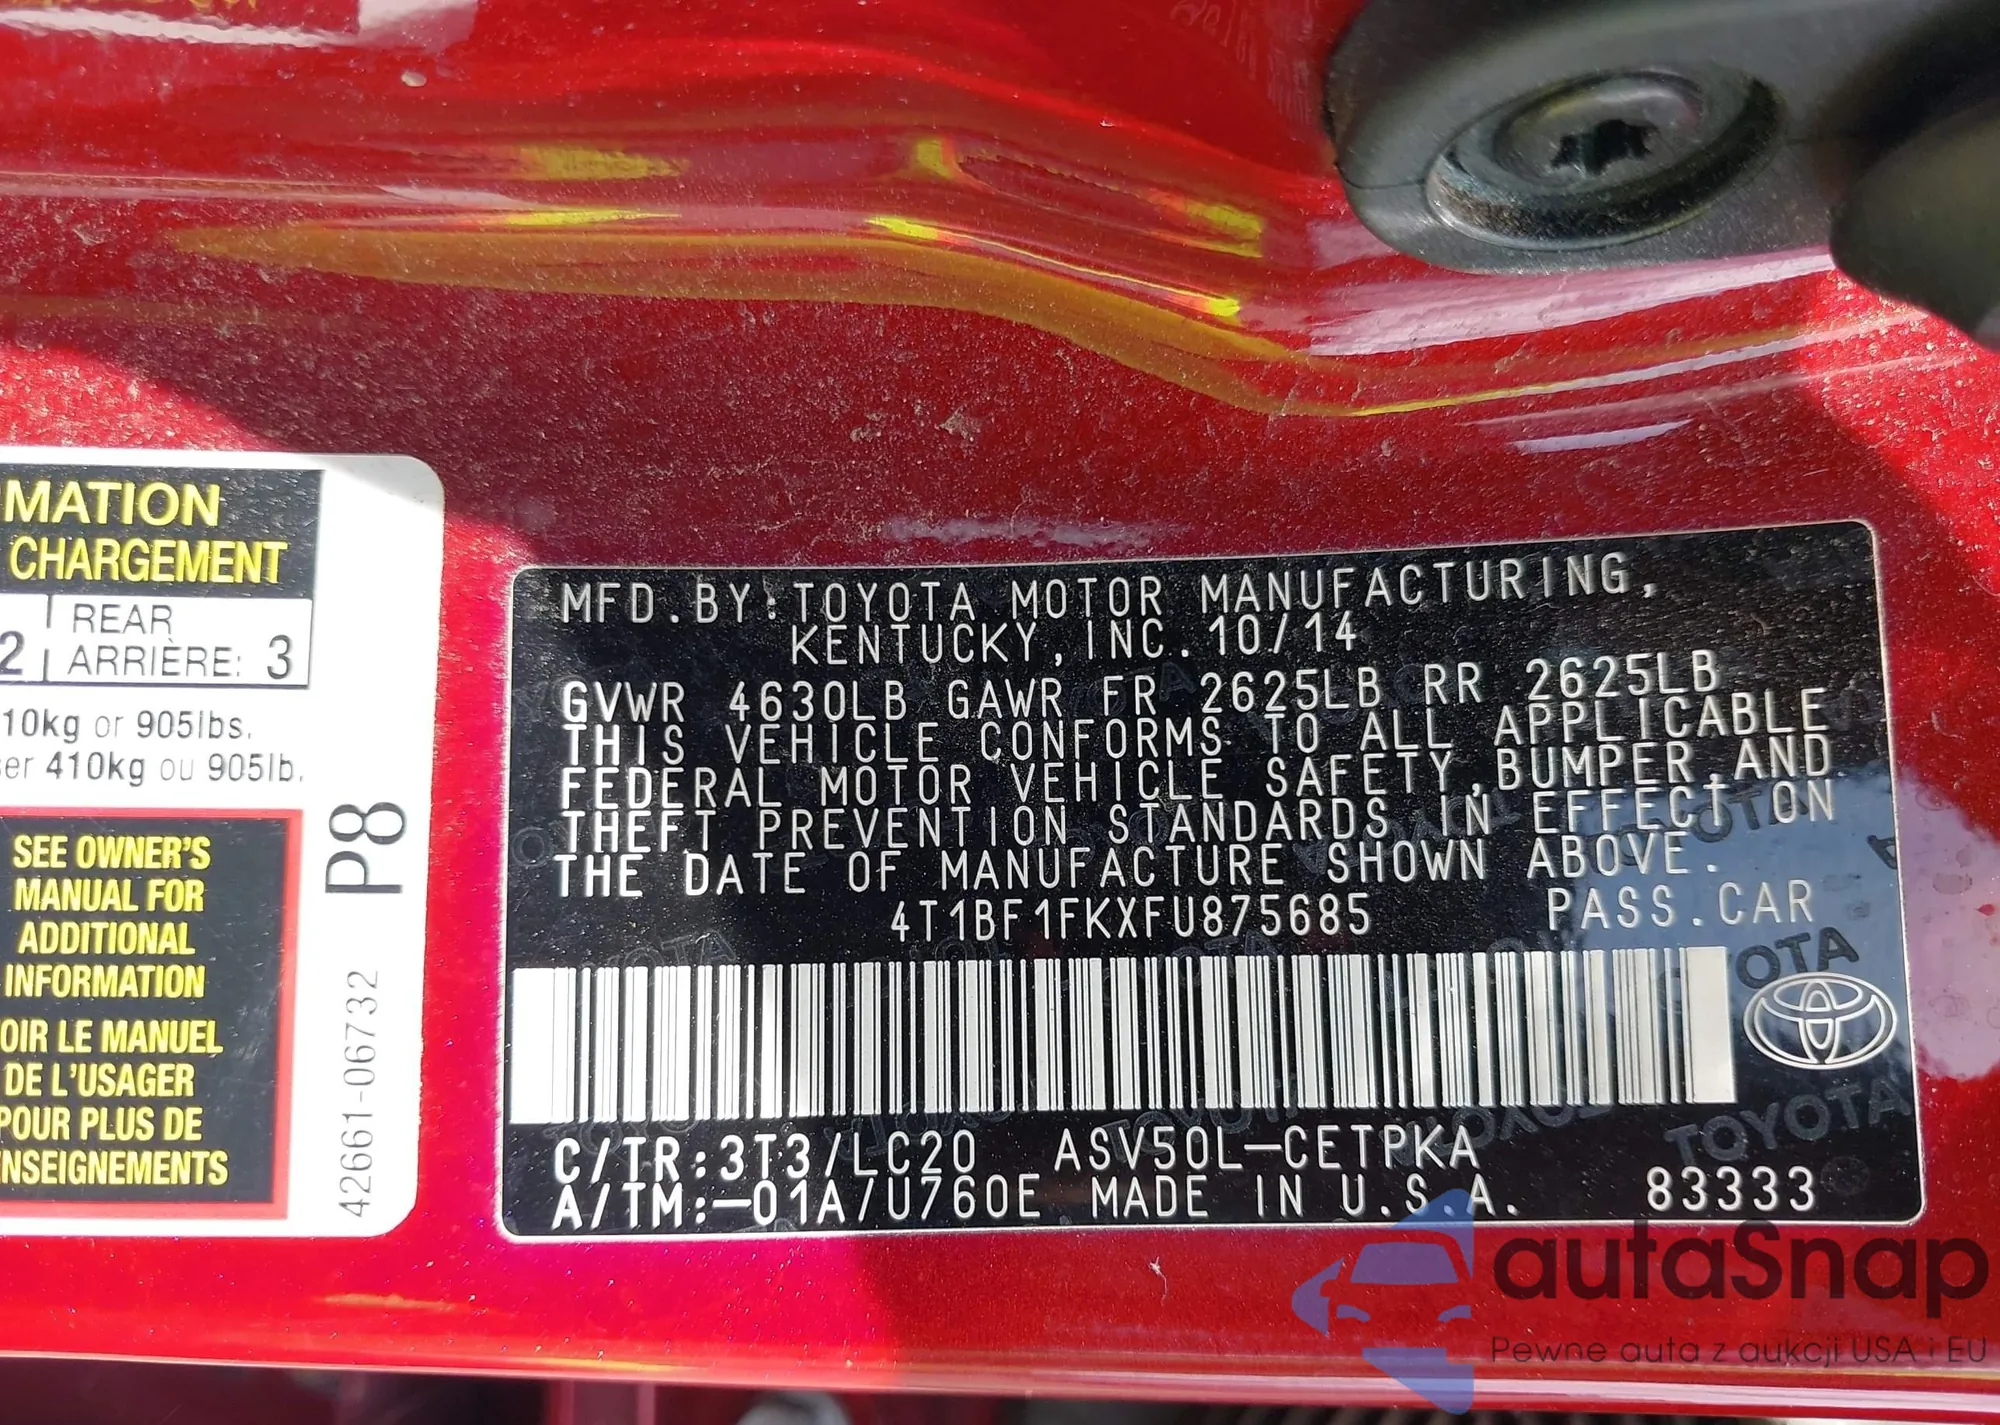 MATION
CHARGEMENT
2 REAR
ARRIÈRE: 3
10kg or 905lbs.
ser 410kg ou 905lb.
SEE OWNER'S
MANUAL FOR
ADDITIONAL
INFORMATION
OIR LE MANUEL
DE L'USAGER
POUR PLUS DE
NSEIGNEMENTS
P8
42661-06732
MFD.BY:TOYOTA MOTOR MANUFACTURING,
KENTUCKY,INC.10/14
GVWR 4630LB GAWR FR 2625LB RR 2625LB
THIS VEHICLE CONFORMS TO ALL APPLICABLE
FEDERAL MOTOR VEHICLE SAFETY,BUMPER,AND
THEFT PREVENTION STANDARDS IN EFFECT ON
THE DATE OF MANUFACTURE SHOWN ABOVE.
4T1BF1FKXFU875685 PASS.CAR
C/TR:3T3/LC20 ASV50L-CETPKA
A/TM:-01A/U760E MADE IN U.S.A. 83333
TOYOTA
autaSnap
Pewne auta z aukcji USA i EU